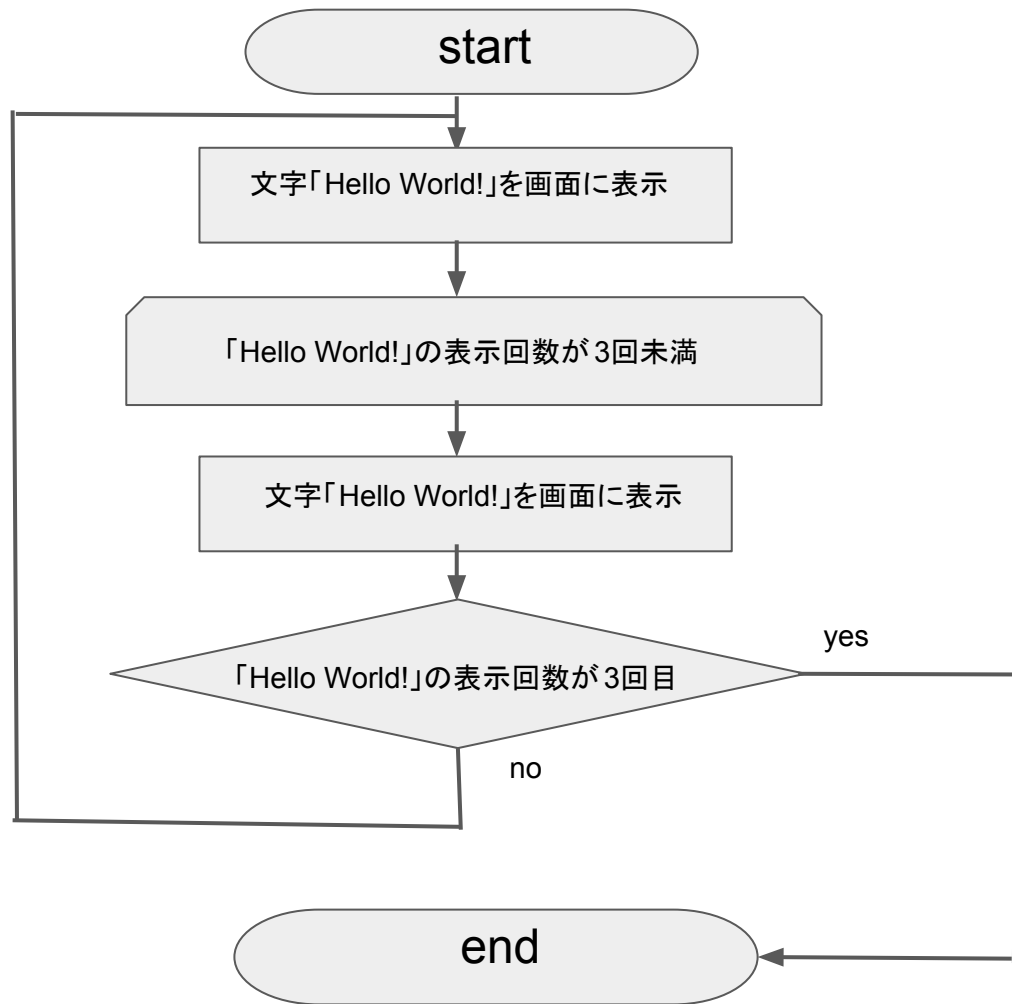 start
文字「Hello World!」を画面に表示
「Hello World!」の表示回数が3回未満
文字「Hello World!」を画面に表示
yes
「Hello World!」の表示回数が3回目
no
end